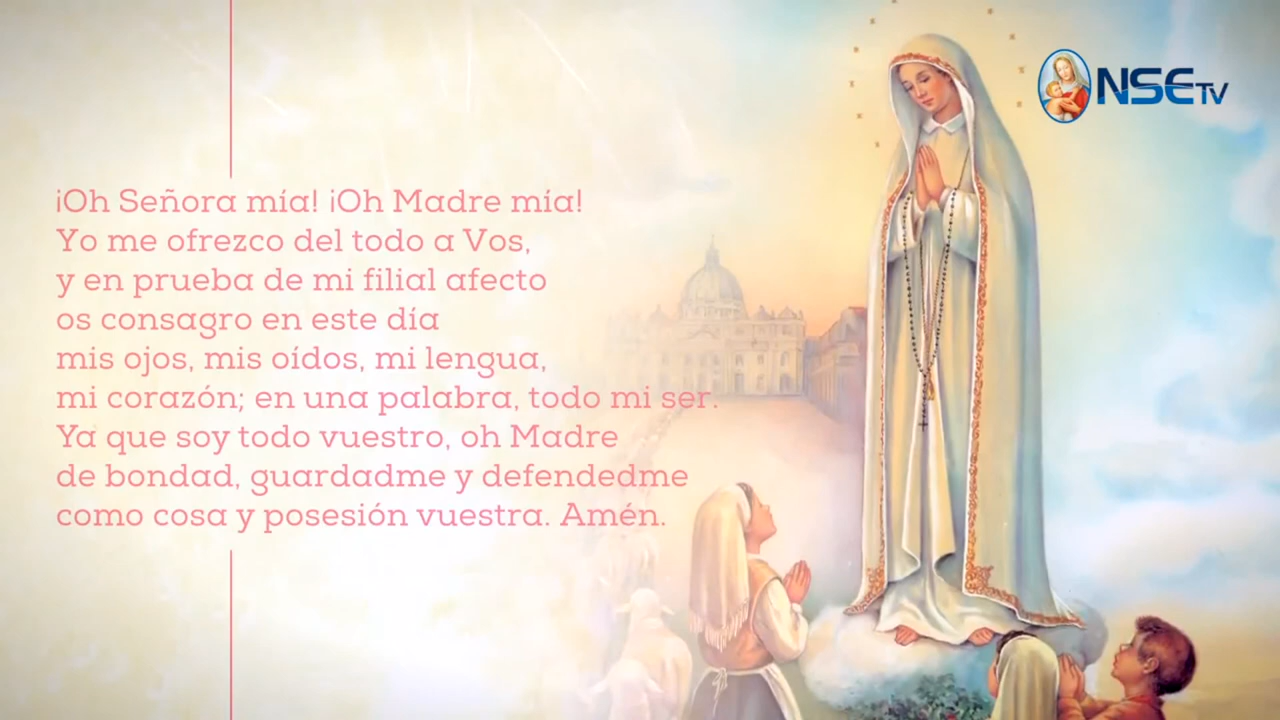 NSETV
¡Oh Señora mía! ¡Oh Madre mía!
Yo me ofrezco del todo a Vos,
y en prueba de mi filial afecto
os consagro en este día
mis ojos, mis oídos, mi lengua,
mi corazón; en una palabra, todo mi ser.
Ya que soy todo vuestro, oh Madre
de bondad, guardadme y defendedme
como cosa y posesión vuestra. Amén.